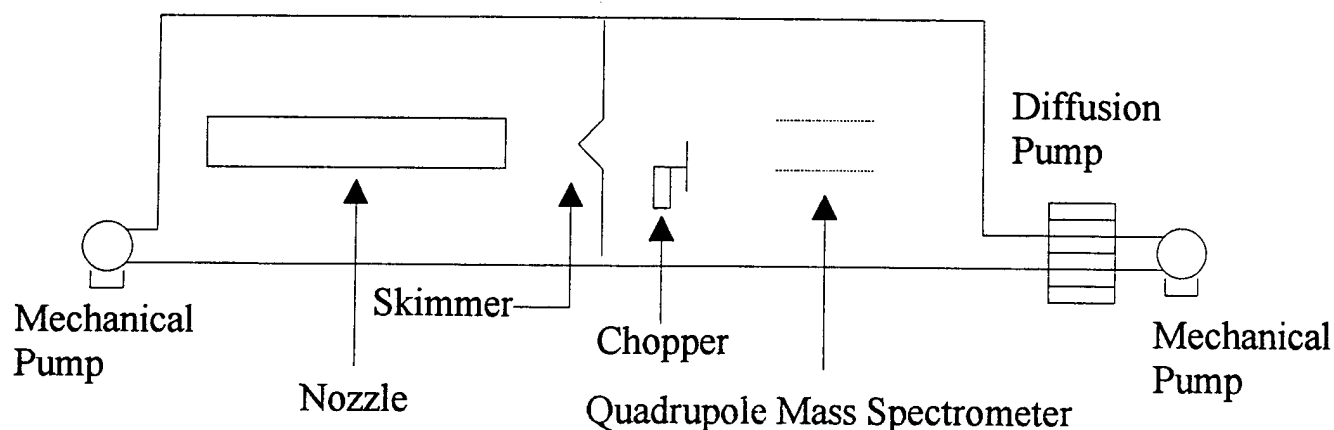 Diffusion
Pump
Mechanical
Pump
Skimmer
Nozzle
Chopper
Quadrupole Mass Spectrometer
Mechanical
Pump